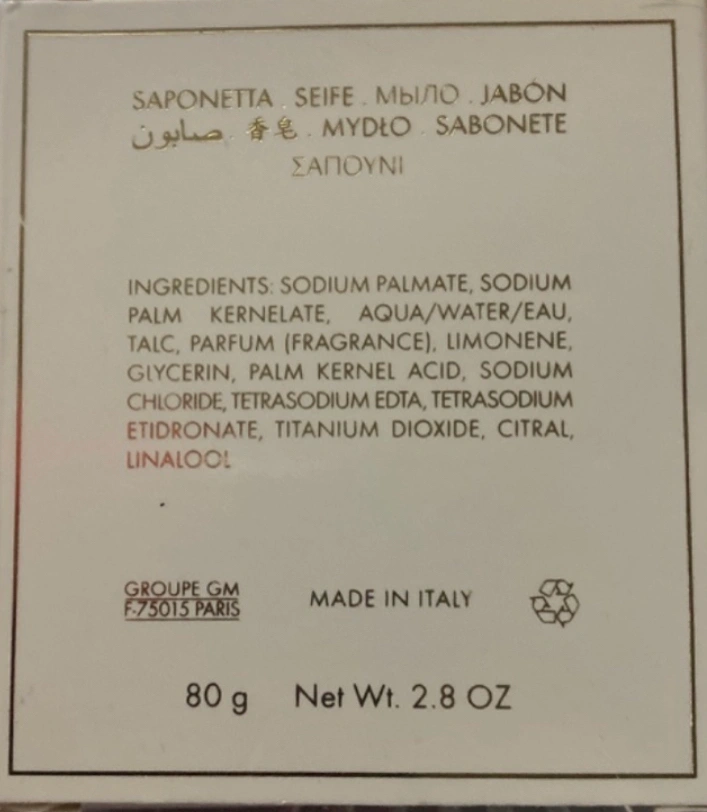 SAPONETTA . SEIFE . МЫЛО . JABÓN
صابون . 香皂 . MYDŁO . SABONETE
ΣΑΠΟΥΝΙ
INGREDIENTS: SODIUM PALMATE, SODIUM
PALM KERNELATE, AQUA/WATER/EAU,
TALC, PARFUM (FRAGRANCE), LIMONENE,
GLYCERIN, PALM KERNEL ACID, SODIUM
CHLORIDE, TETRASODIUM EDTA, TETRASODIUM
ETIDRONATE, TITANIUM DIOXIDE, CITRAL,
LINALOOL
GROUPE GM
F-75015 PARIS
MADE IN ITALY
80 g Net Wt. 2.8 OZ